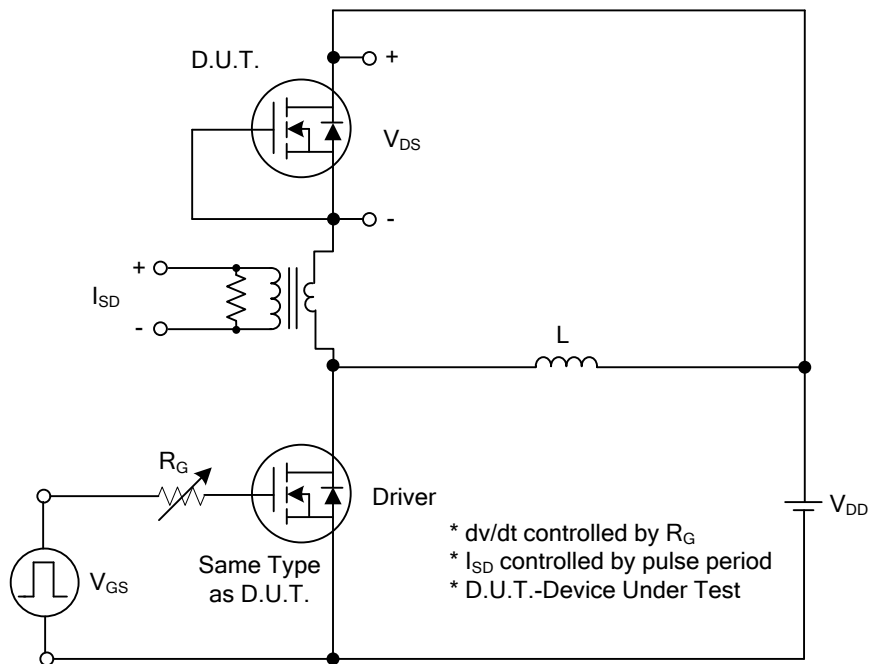 D.U.T.
+
V_DS
-
+
I_SD
-
L
R_G
Driver
V_DD
V_GS
Same Type
as D.U.T.
* dv/dt controlled by R_G
* I_SD controlled by pulse period
* D.U.T.-Device Under Test